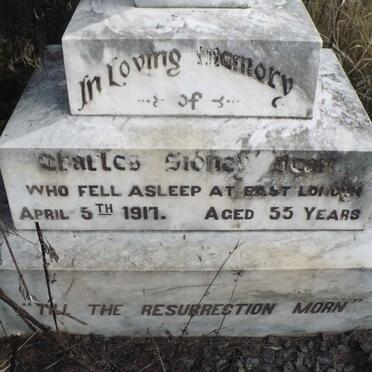 In Loving Memory
of
Charles Sidney
WHO FELL ASLEEP AT EAST LONDON
APRIL 5TH 1917. AGED 55 YEARS
"TILL THE RESURRECTION MORN"